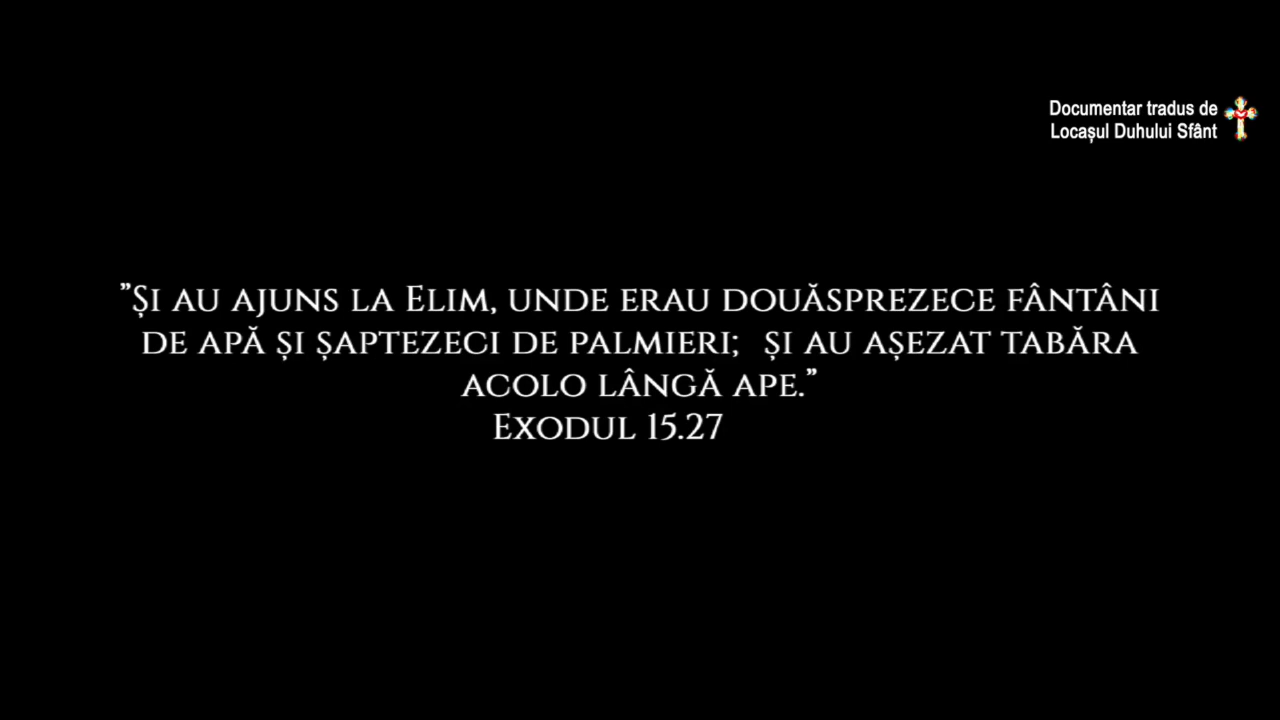 Documentar tradus de
Locașul Duhului Sfânt
”Și au ajuns la Elim, unde erau douăsprezece fântâni
de apă și șaptezeci de palmieri;  și au așezat tabăra
acolo lângă ape.”
Exodul 15.27